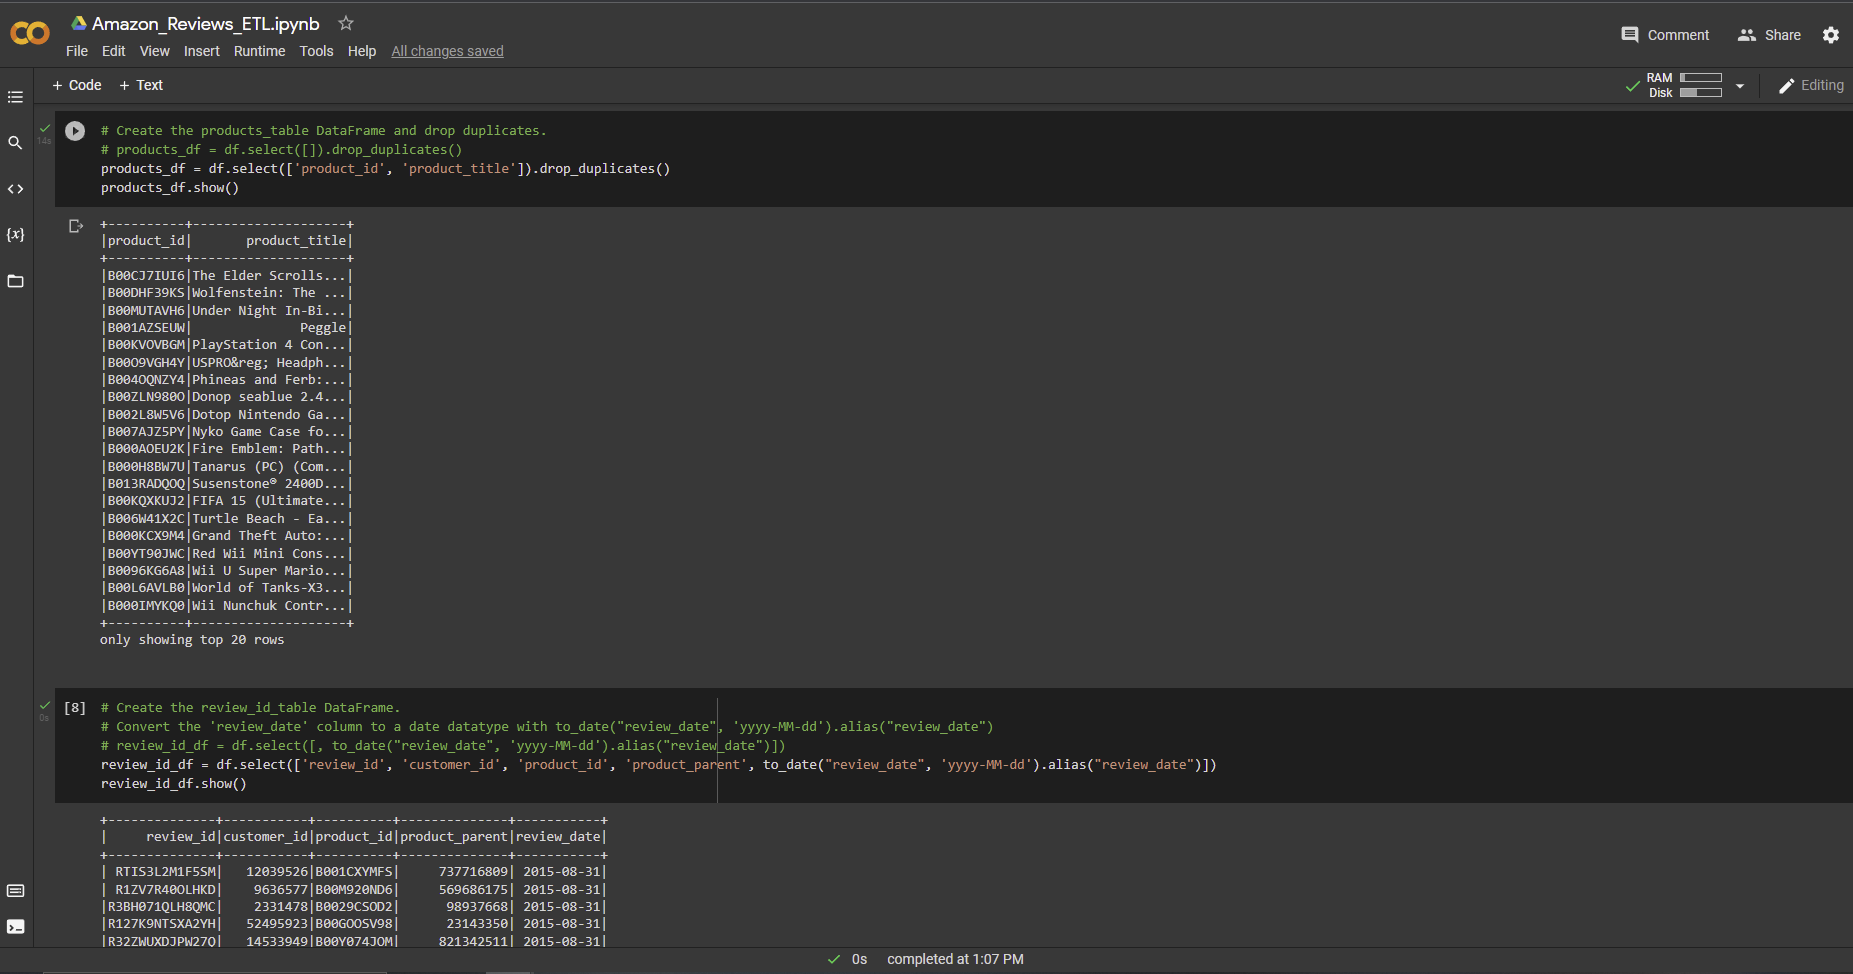 Amazon_Reviews_ETL.ipynb
File Edit View Insert Runtime Tools Help All changes saved
Comment Share
+ Code + Text
RAM
Disk
Editing
14s
# Create the products_table DataFrame and drop duplicates.
# products_df = df.select([]).drop_duplicates()
products_df = df.select(['product_id', 'product_title']).drop_duplicates()
products_df.show()
+----------+--------------------+
|product_id|       product_title|
+----------+--------------------+
|B00CJ7IUI6|The Elder Scrolls...|
|B00DHF39KS|Wolfenstein: The ...|
|B00MUTAVH6|Under Night In-Bi...|
|B001AZSEUW|              Peggle|
|B00KVOVBGM|PlayStation 4 Con...|
|B00O9VGH4Y|USPRO&reg; Headph...|
|B004OQNZY4|Phineas and Ferb:...|
|B00ZLN980O|Donop seablue 2.4...|
|B002L8W5V6|Dotop Nintendo Ga...|
|B007AJZ5PY|Nyko Game Case fo...|
|B000AOEU2K|Fire Emblem: Path...|
|B000H8BW7U|Tanarus (PC) (Com...|
|B013RADQOQ|Susenstone® 2400D...|
|B00KQXKUJ2|FIFA 15 (Ultimate...|
|B006W41X2C|Turtle Beach - Ea...|
|B000KCX9M4|Grand Theft Auto:...|
|B00YT90JWC|Red Wii Mini Cons...|
|B0096KG6A8|Wii U Super Mario...|
|B00L6AVLB0|World of Tanks-X3...|
|B000IMYKQ0|Wii Nunchuk Contr...|
+----------+--------------------+
only showing top 20 rows
0s
[8]
# Create the review_id_table DataFrame.
# Convert the 'review_date' column to a date datatype with to_date("review_date", 'yyyy-MM-dd').alias("review_date")
# review_id_df = df.select([, to_date("review_date", 'yyyy-MM-dd').alias("review_date")])
review_id_df = df.select(['review_id', 'customer_id', 'product_id', 'product_parent', to_date("review_date", 'yyyy-MM-dd').alias("review_date")])
review_id_df.show()
+--------------+-----------+----------+--------------+-----------+
|     review_id|customer_id|product_id|product_parent|review_date|
+--------------+-----------+----------+--------------+-----------+
| RTIS3L2M1F5SM|   12039526|B001CXYMFS|     737716809| 2015-08-31|
| R1ZV7R40OLHKD|    9636577|B00M920ND6|     569686175| 2015-08-31|
|R3BH071QLH8QMC|    2331478|B0029CSOD2|      98937668| 2015-08-31|
|R127K9NTSXA2YH|   52495923|B00GOOSV98|      23143350| 2015-08-31|
|R32ZWUXDJPW27Q|   14533949|B00Y074JOM|     821342511| 2015-08-31|
0s completed at 1:07 PM